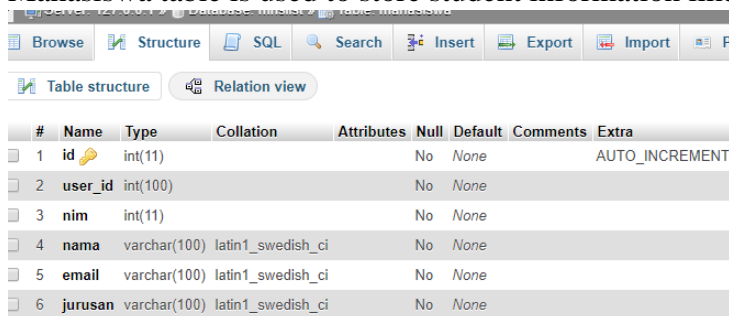 Browse Structure SQL Search Insert Export Import
Table structure Relation view
# Name Type Collation Attributes Null Default Comments Extra
1 id int(11) No None AUTO_INCREMENT
2 user_id int(100) No None
3 nim int(11) No None
4 nama varchar(100) latin1_swedish_ci No None
5 email varchar(100) latin1_swedish_ci No None
6 jurusan varchar(100) latin1_swedish_ci No None